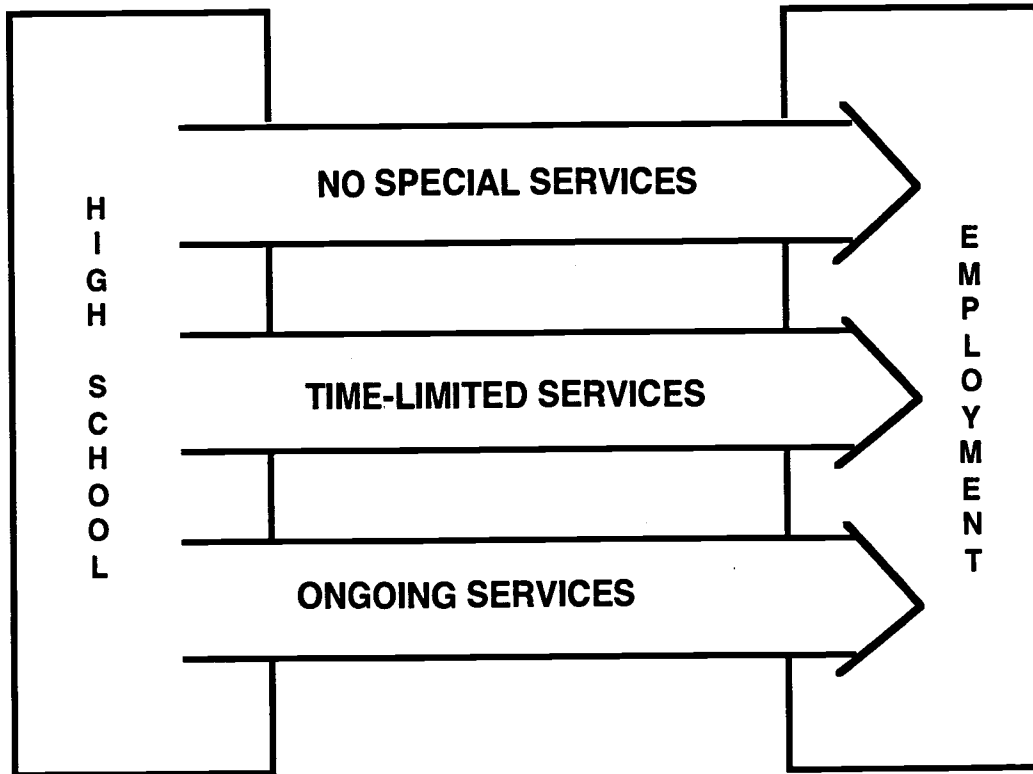 HIGH SCHOOL
NO SPECIAL SERVICES
TIME-LIMITED SERVICES
ONGOING SERVICES
EMPLOYMENT